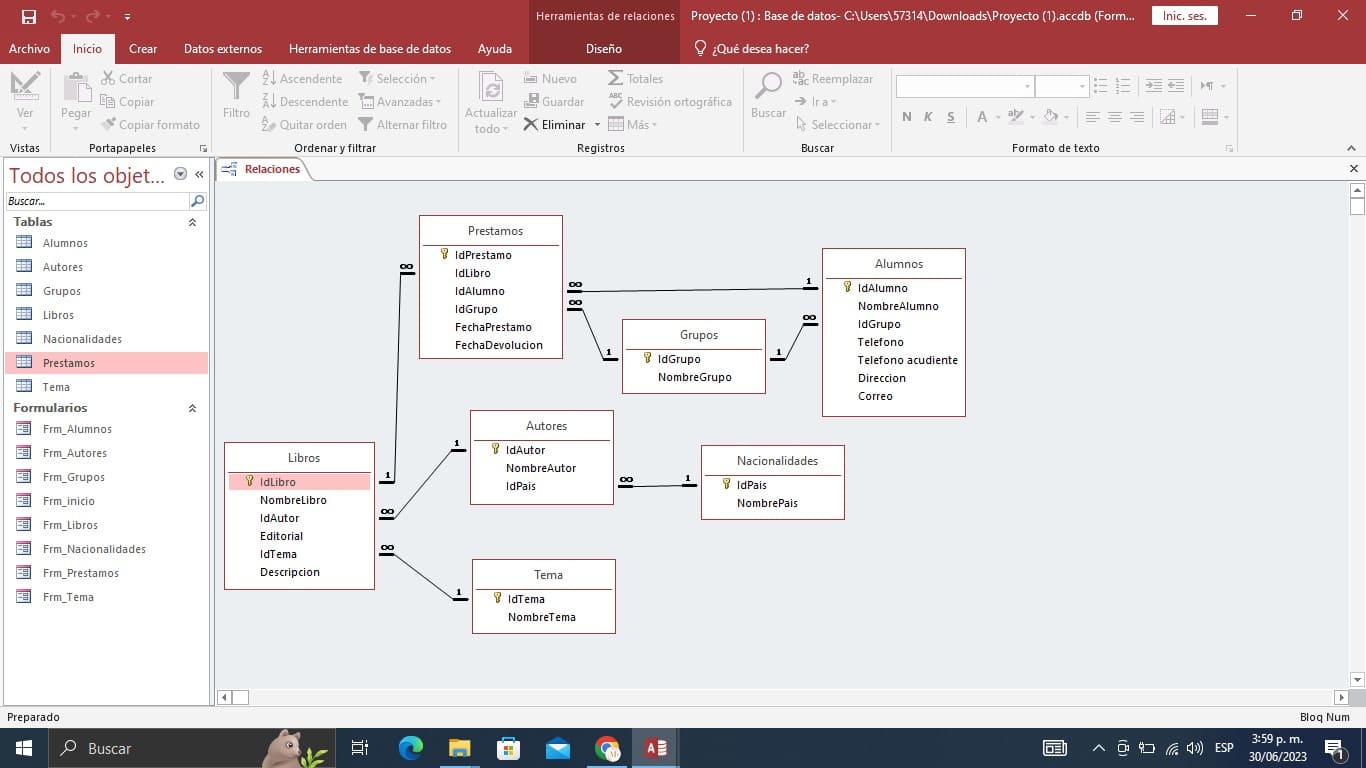 Herramientas de relaciones
Proyecto (1) : Base de datos- C:\Users\57314\Downloads\Proyecto (1).accdb (Form...
Inic. ses.
Archivo
Inicio
Crear
Datos externos
Herramientas de base de datos
Ayuda
Diseño
¿Qué desea hacer?
Ver
Vistas
Pegar
Cortar
Copiar
Copiar formato
Portapapeles
Filtro
Ascendente
Descendente
Quitar orden
Selección
Avanzadas
Alternar filtro
Ordenar y filtrar
Actualizar
todo
Nuevo
Guardar
Eliminar
Totales
Revisión ortográfica
Más
Registros
Buscar
Reemplazar
Ir a
Seleccionar
Buscar
N K S A
Formato de texto
Todos los objet...
Buscar...
Tablas
Alumnos
Autores
Grupos
Libros
Nacionalidades
Prestamos
Tema
Formularios
Frm_Alumnos
Frm_Autores
Frm_Grupos
Frm_inicio
Frm_Libros
Frm_Nacionalidades
Frm_Prestamos
Frm_Tema
Relaciones
Prestamos
IdPrestamo
IdLibro
IdAlumno
IdGrupo
FechaPrestamo
FechaDevolucion
∞
∞
1
∞
1
1
∞
Alumnos
IdAlumno
NombreAlumno
IdGrupo
Telefono
Telefono acudiente
Direccion
Correo
Grupos
IdGrupo
NombreGrupo
Libros
IdLibro
NombreLibro
IdAutor
Editorial
IdTema
Descripcion
1
∞
1
∞
1
Autores
IdAutor
NombreAutor
IdPais
∞
1
Nacionalidades
IdPais
NombrePais
Tema
IdTema
NombreTema
Preparado
Bloq Num
Buscar
ESP
3:59 p. m.
30/06/2023
1